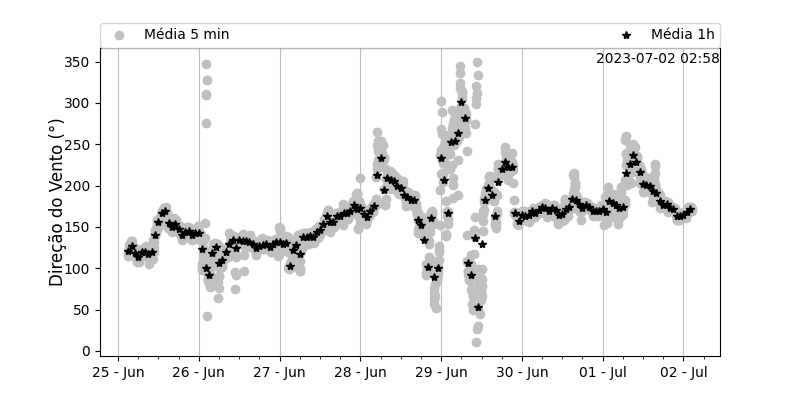 Média 5 min
Média 1h
2023-07-02 02:58
Direção do Vento (°)
350
300
250
200
150
100
50
0
25 - Jun
26 - Jun
27 - Jun
28 - Jun
29 - Jun
30 - Jun
01 - Jul
02 - Jul